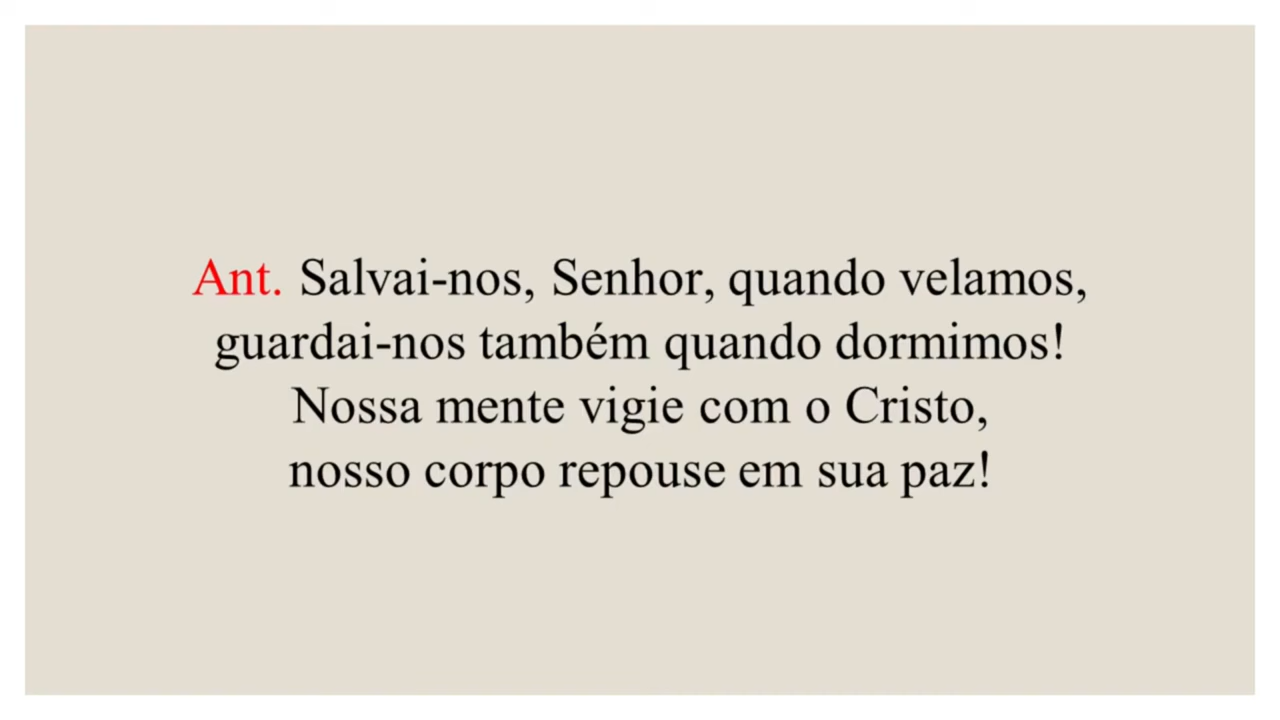 Ant. Salvai-nos, Senhor, quando velamos,
guardai-nos também quando dormimos!
Nossa mente vigie com o Cristo,
nosso corpo repouse em sua paz!